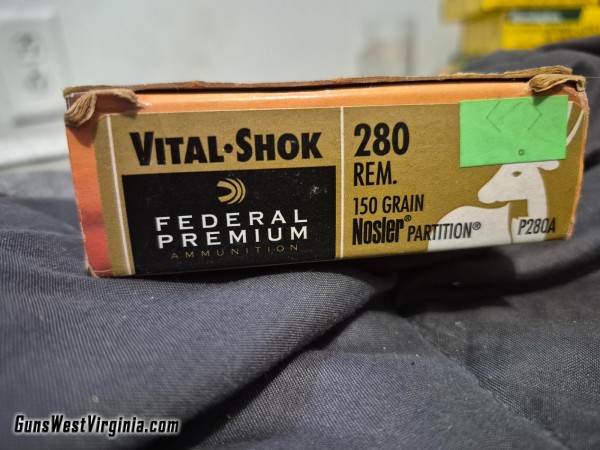 VITAL·SHOK
FEDERAL
PREMIUM
AMMUNITION
280
REM.
150 GRAIN
Nosler® PARTITION®
P280A
GunsWestVirginia.com